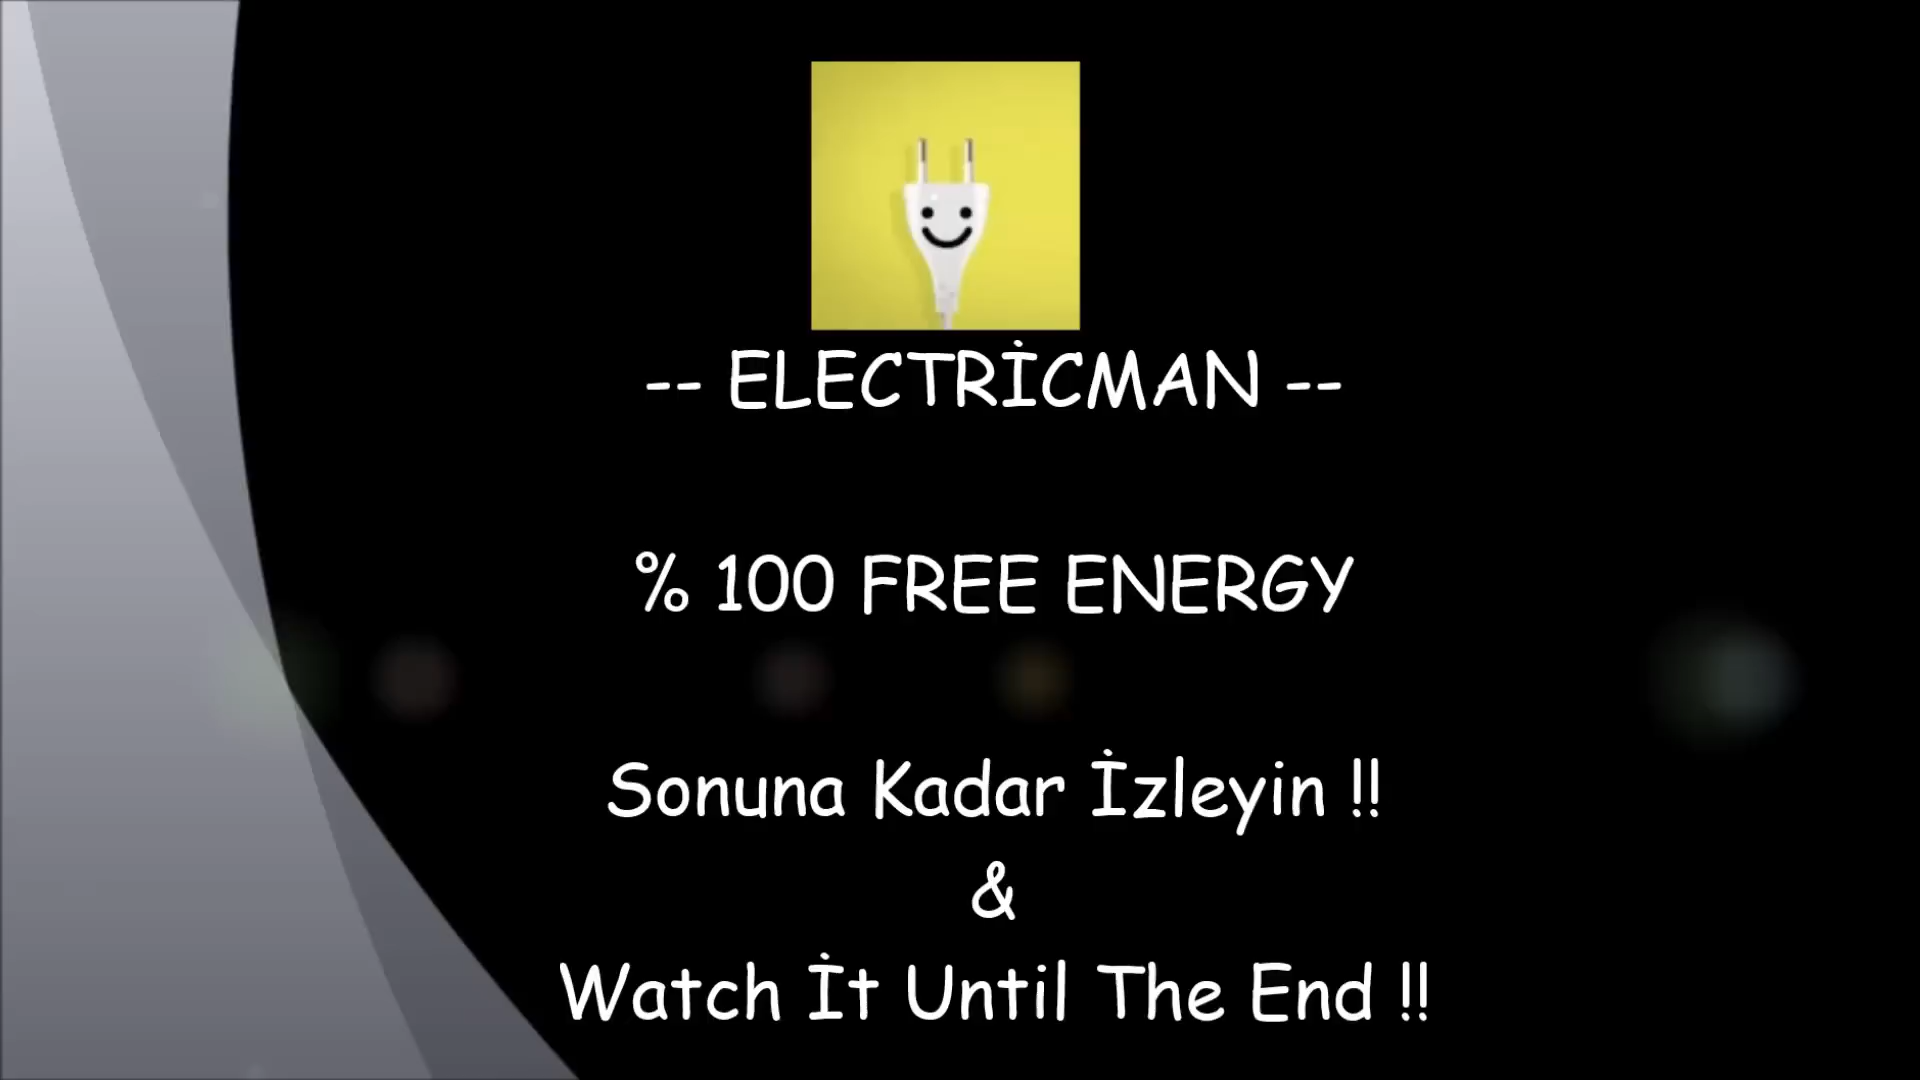 -- ELECTRİCMAN --
% 100 FREE ENERGY
Sonuna Kadar İzleyin !!
&
Watch İt Until The End !!